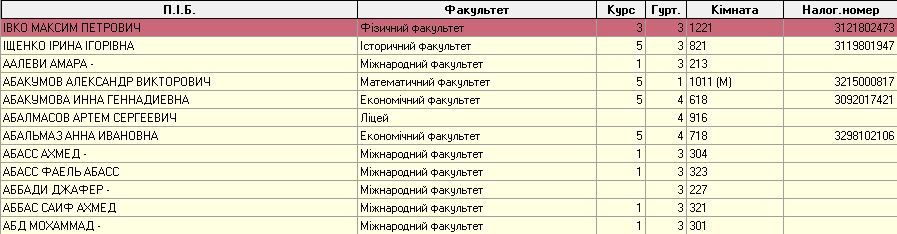 П.І.Б. Факультет Курс Гурт. Кімната Налог.номер
ІВКО МАКСИМ ПЕТРОВИЧ Фізичний факультет 3 3 1221 3121802473
ІЩЕНКО ІРИНА ІГОРІВНА Історичний факультет 5 3 821 3119801947
ААЛЕВИ АМАРА - Міжнародний факультет 1 3 213
АБАКУМОВ АЛЕКСАНДР ВИКТОРОВИЧ Математичний факультет 5 1 1011 (М) 3215000817
АБАКУМОВА ИННА ГЕННАДИЕВНА Економічний факультет 5 4 618 3092017421
АБАЛМАСОВ АРТЕМ СЕРГЕЕВИЧ Ліцей 4 916
АБАЛЬМАЗ АННА ИВАНОВНА Економічний факультет 5 4 718 3298102106
АБАСС АХМЕД - Міжнародний факультет 1 3 304
АБАСС ФАЕЛЬ АБАСС Міжнародний факультет 1 3 323
АББАДИ ДЖАФЕР - Міжнародний факультет 3 227
АББАС САИФ АХМЕД Міжнародний факультет 1 3 321
АБД МОХАММАД - Міжнародний факультет 1 3 301